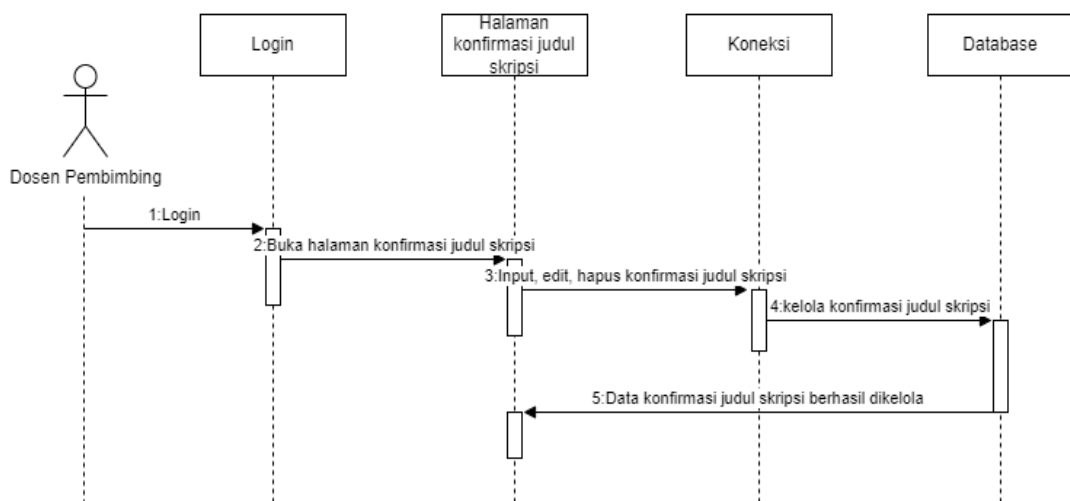 Login
Halaman
konfirmasi judul
skripsi
Koneksi
Database
Dosen Pembimbing
1:Login
2:Buka halaman konfirmasi judul skripsi
3:Input, edit, hapus konfirmasi judul skripsi
4:kelola konfirmasi judul skripsi
5:Data konfirmasi judul skripsi berhasil dikelola